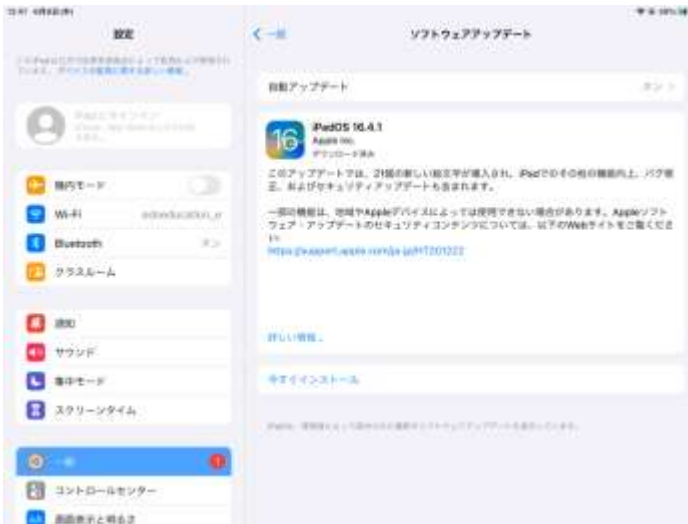 設定
一般
ソフトウェアアップデート
自動アップデート
オン
iPadOS 16.4.1
Apple Inc.
ダウンロード済み
このアップデートでは、21個の新しい絵文字が導入され、iPadでのその他の機能向上、バグ修
正、およびセキュリティアップデートも含まれます。
一部の機能は、地域やAppleデバイスによっては使用できない場合があります。Appleソフト
ウェア・アップデートのセキュリティコンテンツについては、以下のWebサイトをご覧くださ
い:
https://support.apple.com/ja-jp/HT201222
詳しい情報...
今すぐインストール
機内モード
Wi-Fi
Bluetooth
オン
クラスルーム
通知
サウンド
集中モード
スクリーンタイム
一般
1
コントロールセンター
画面表示と明るさ